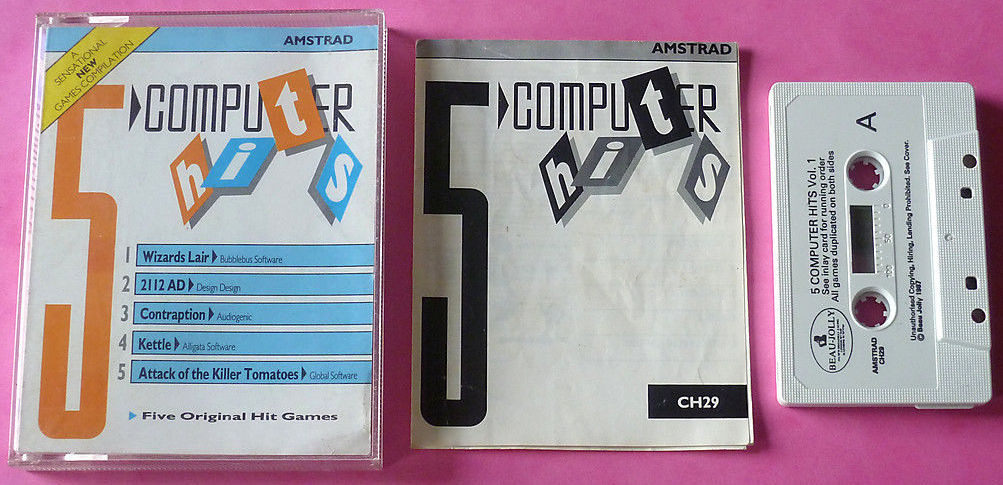 A
SENSATIONAL
NEW
GAMES COMPILATION
AMSTRAD
5 COMPUTER
hits
1 Wizards Lair Bubblebus Software
2 2112 AD Design Design
3 Contraption Audiogenic
4 Kettle Alligata Software
5 Attack of the Killer Tomatoes Global Software
Five Original Hit Games
AMSTRAD
5 COMPUTER
hits
CH29
A
5 COMPUTER HITS Vol. 1
See inlay card for running order
All games duplicated on both sides
BEAU-JOLLY
AMSTRAD
CH29
100 50 0
Unauthorised Copying, Hiring, Lending Prohibited. See Cover.
© Beau Jolly 1987